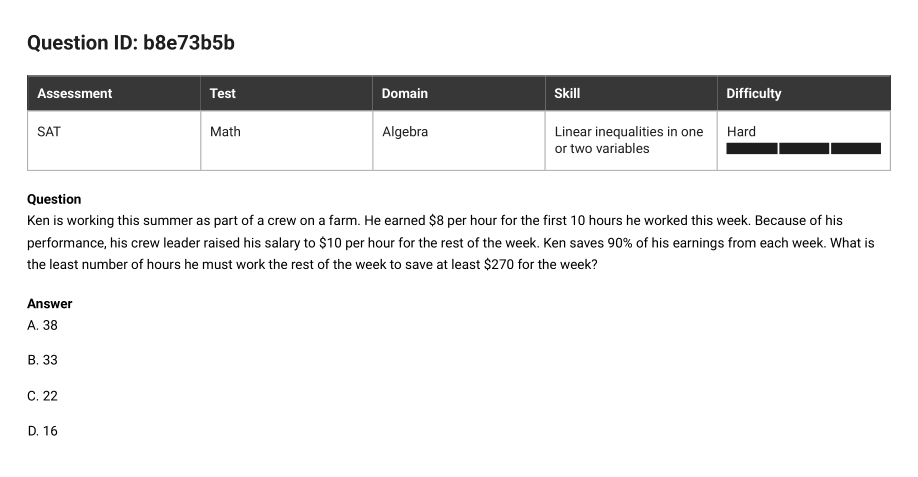 Question ID: b8e73b5b
Assessment Test Domain Skill Difficulty
SAT Math Algebra Linear inequalities in one Hard
or two variables
Question
Ken is working this summer as part of a crew on a farm. He earned $8 per hour for the first 10 hours he worked this week. Because of his
performance, his crew leader raised his salary to $10 per hour for the rest of the week. Ken saves 90% of his earnings from each week. What is
the least number of hours he must work the rest of the week to save at least $270 for the week?
Answer
A. 38
B. 33
C. 22
D. 16